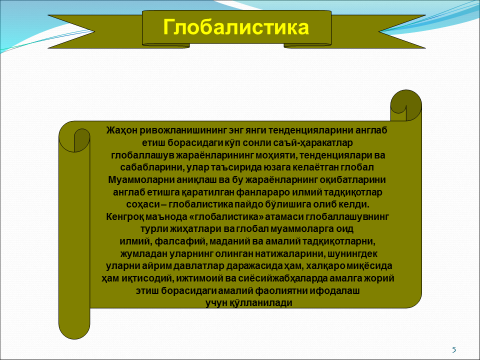 Глобалистика
Жаҳон ривожланишининг энг янги тенденцияларини англаб
етиш борасидаги кўп сонли саъй-ҳаракатлар
глобаллашув жараёнларининг моҳияти, тенденциялари ва
сабабларини, улар таъсирида юзага келаётган глобал
Муаммоларни аниқлаш ва бу жараёнларнинг оқибатларини
англаб етишга қаратилган фанлараро илмий тадқиқотлар
соҳаси – глобалистика пайдо бўлишига олиб келди.
Кенгроқ маънода «глобалистика» атамаси глобаллашувнинг
турли жиҳатлари ва глобал муаммоларга оид
илмий, фалсафий, маданий ва амалий тадқиқотларни,
жумладан уларнинг олинган натижаларини, шунингдек
уларни айрим давлатлар даражасида ҳам, халқаро миқёсида
ҳам иқтисодий, ижтимоий ва сиёсийжабҳаларда амалга жорий
этиш борасидаги амалий фаолиятни ифодалаш
учун қўлланилади
5